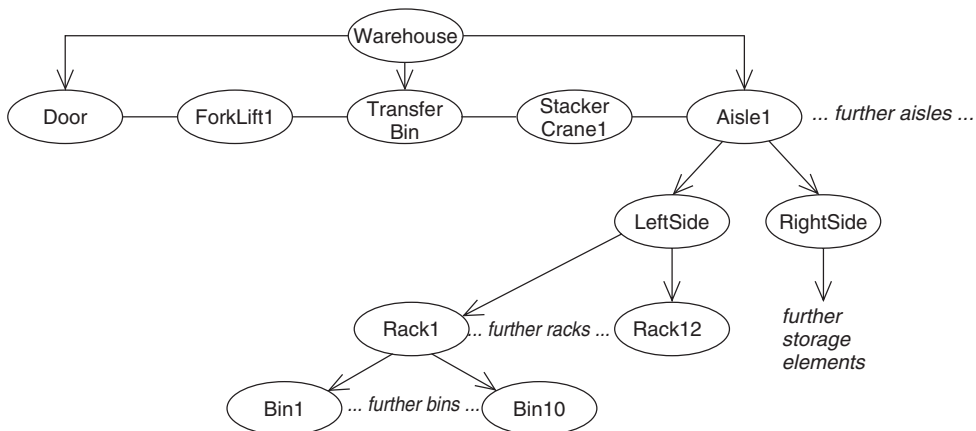 Warehouse
Door
ForkLift1
Transfer
Bin
Stacker
Crane1
Aisle1
... further aisles ...
LeftSide
RightSide
Rack1
... further racks ...
Rack12
further
storage
elements
Bin1
... further bins ...
Bin10